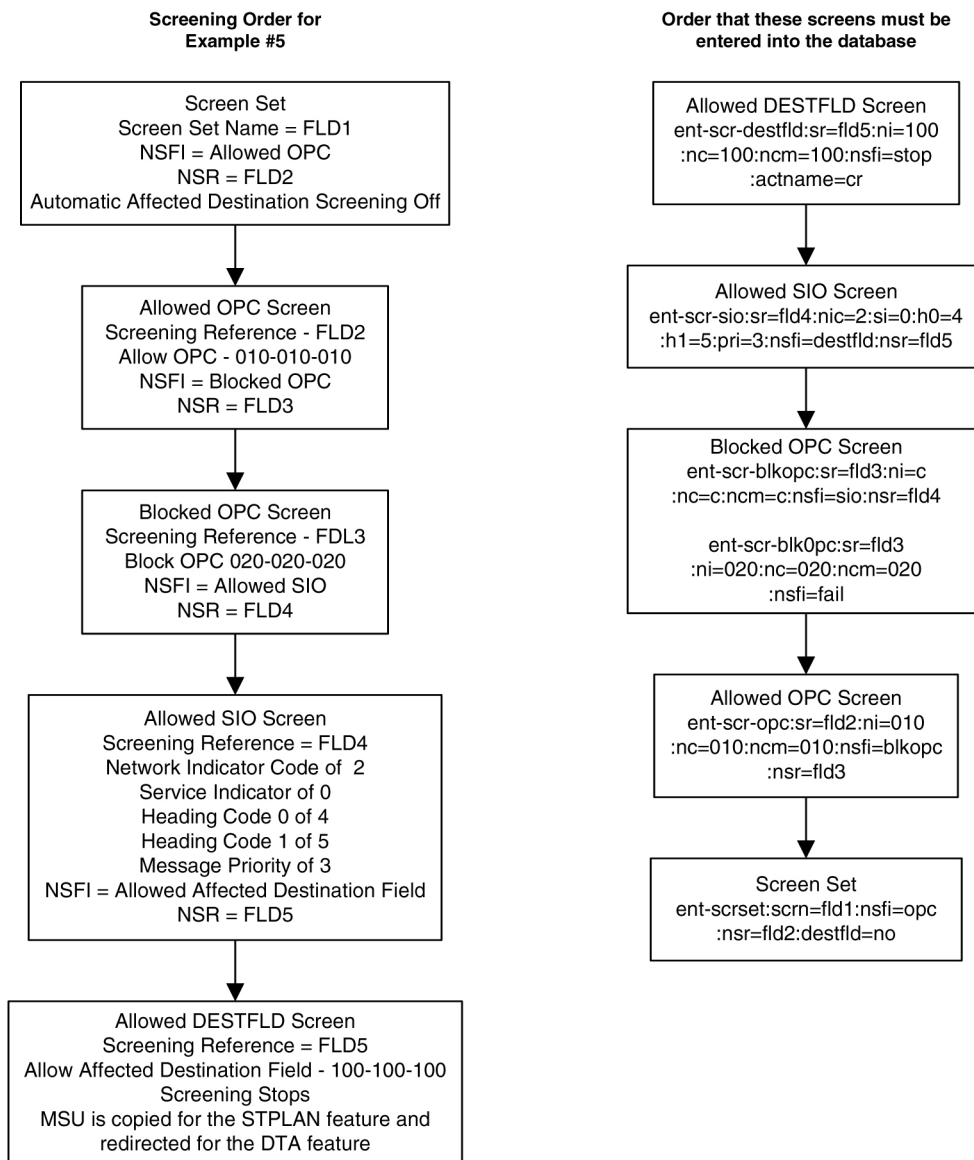 Screening Order for
Example #5
Screen Set
Screen Set Name = FLD1
NSFI = Allowed OPC
NSR = FLD2
Automatic Affected Destination Screening Off
Allowed OPC Screen
Screening Reference - FLD2
Allow OPC - 010-010-010
NSFI = Blocked OPC
NSR = FLD3
Blocked OPC Screen
Screening Reference - FDL3
Block OPC 020-020-020
NSFI = Allowed SIO
NSR = FLD4
Allowed SIO Screen
Screening Reference = FLD4
Network Indicator Code of 2
Service Indicator of 0
Heading Code 0 of 4
Heading Code 1 of 5
Message Priority of 3
NSFI = Allowed Affected Destination Field
NSR = FLD5
Allowed DESTFLD Screen
Screening Reference = FLD5
Allow Affected Destination Field - 100-100-100
Screening Stops
MSU is copied for the STPLAN feature and
redirected for the DTA feature
Order that these screens must be
entered into the database
Allowed DESTFLD Screen
ent-scr-destfld:sr=fld5:ni=100
:nc=100:ncm=100:nsfi=stop
:actname=cr
Allowed SIO Screen
ent-scr-sio:sr=fld4:nic=2:si=0:h0=4
:h1=5:pri=3:nsfi=destfld:nsr=fld5
Blocked OPC Screen
ent-scr-blkopc:sr=fld3:ni=c
:nc=c:ncm=c:nsfi=sio:nsr=fld4
ent-scr-blk0pc:sr=fld3
:ni=020:nc=020:ncm=020
:nsfi=fail
Allowed OPC Screen
ent-scr-opc:sr=fld2:ni=010
:nc=010:ncm=010:nsfi=blkopc
:nsr=fld3
Screen Set
ent-scrset:scrn=fld1:nsfi=opc
:nsr=fld2:destfld=no